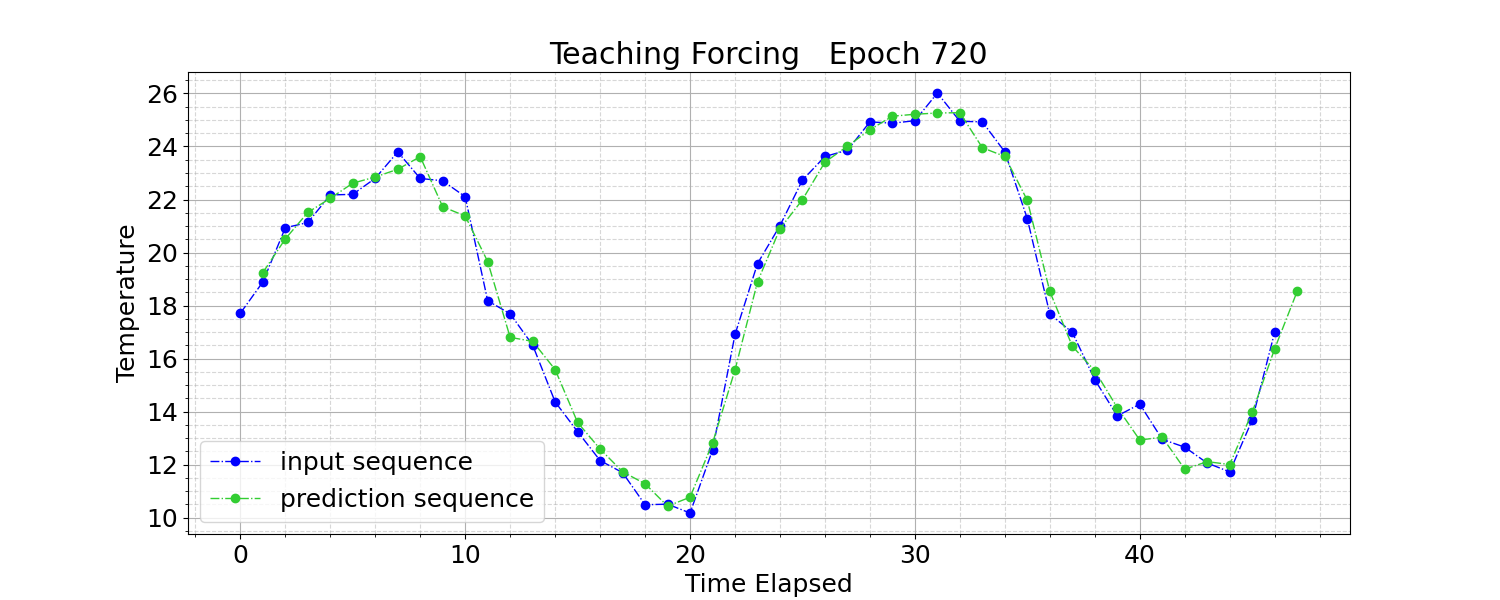 Teaching Forcing   Epoch 720
26
24
22
20
18
16
14
12
10
Temperature
input sequence
prediction sequence
0 10 20 30 40
Time Elapsed